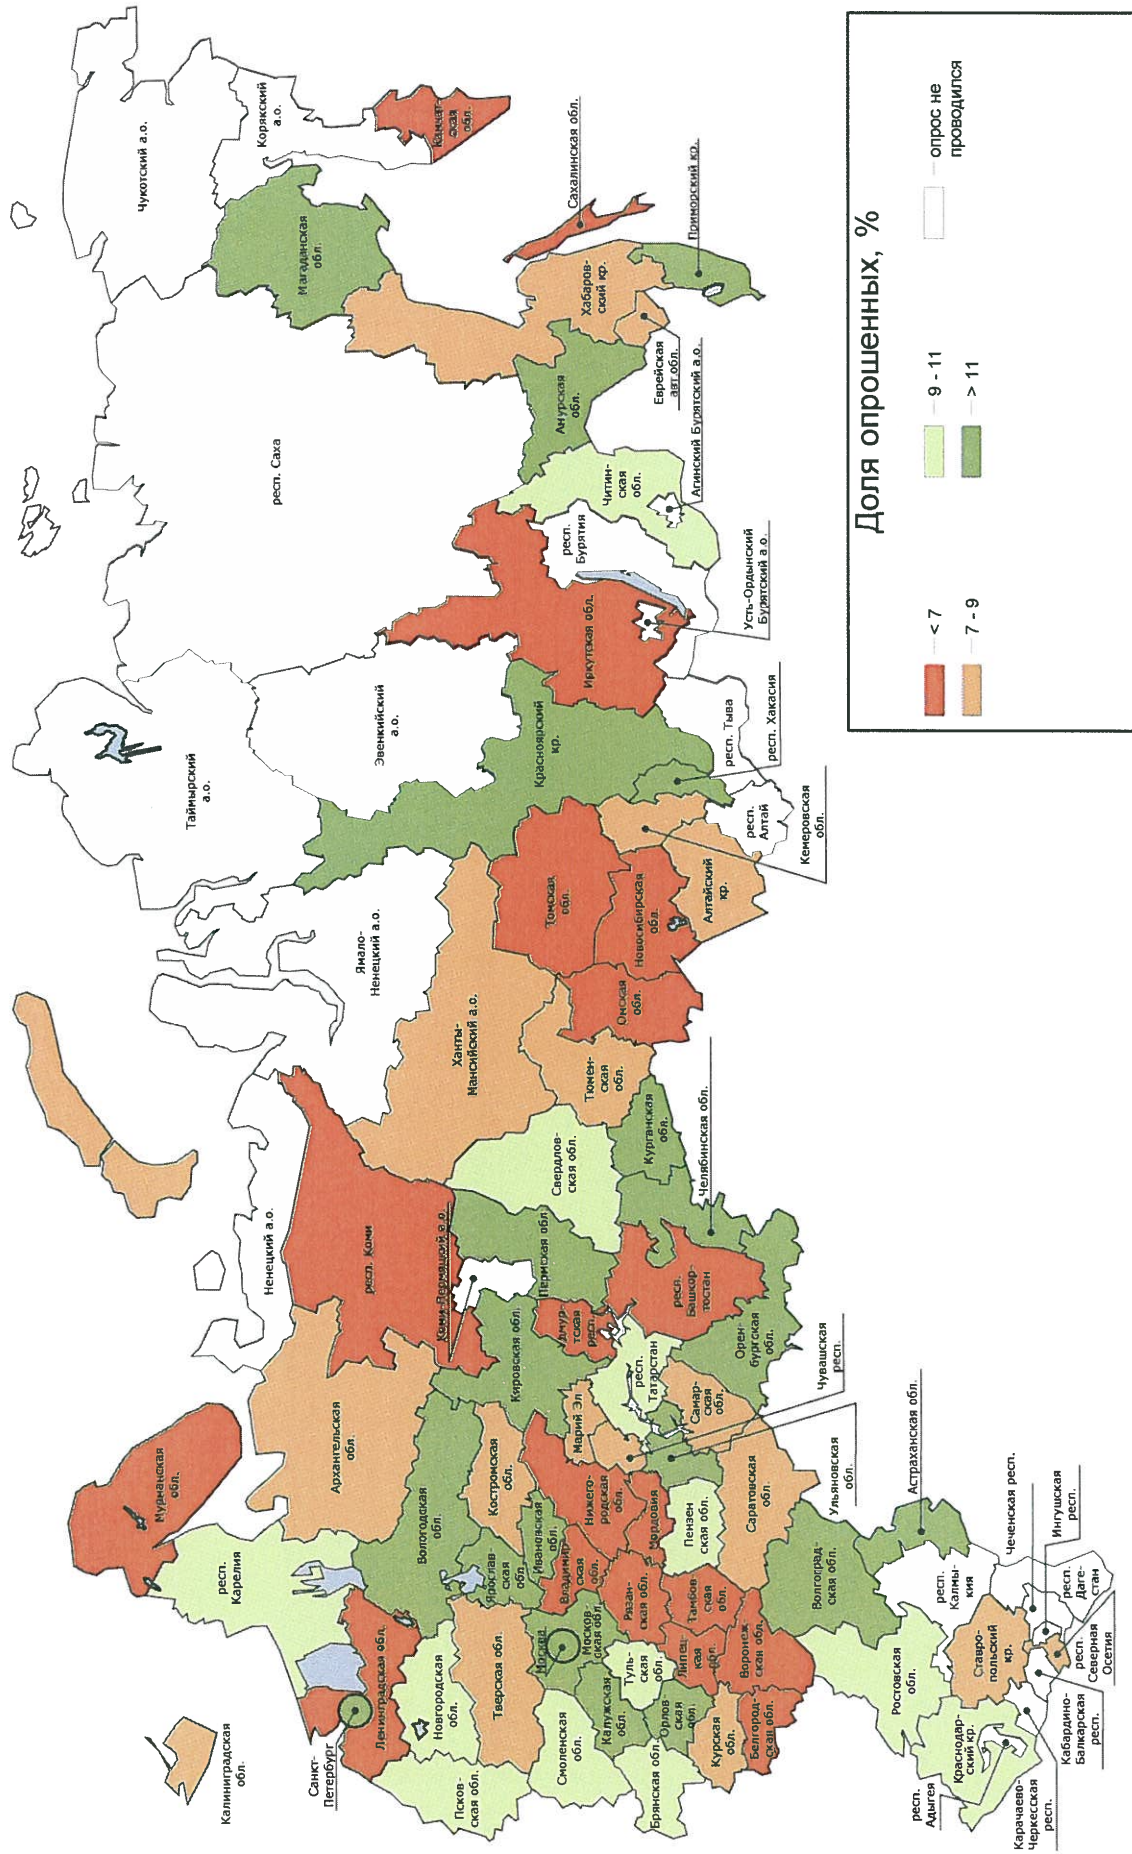 Чукотский а.о.
Корякский
а.о.
Камчат-
ская
обл.
Магаданская
обл.
Сахалинская обл.
Хабаров-
ский кр.
Приморский кр.
Еврейская
авт.обл.
Анурская
обл.
Агинский Бурятский а.о.
Читин-
ская
обл.
респ. Саха
респ.
Бурятия
Усть-Ордынский
Бурятский а.о.
Иркутская обл.
Таймырский
а.о.
Эвенкийский
а.о.
Красноярский
кр.
респ. Тыва
респ. Хакасия
респ.
Алтай
Кемеровская
обл.
Алтайский
кр.
Томская
обл.
Новосибирская
обл.
Омская
обл.
Ямало-
Ненецкий а.о.
Ханты-
Мансийский а.о.
Тюмен-
ская
обл.
Курганская
обл.
Челябинская обл.
Свердлов-
ская обл.
Ненецкий а.о.
респ. Коми
Коми-Пермяцкий а.о.
Пермская обл.
респ.
Башкор-
тостан
Орен-
бургская
обл.
Удмур-
тская
респ.
Кировская обл.
респ.
Татарстан
Самар-
ская
обл.
Чувашская
респ.
Марий Эл
Ульяновская
обл.
Архангельская
обл.
Мурманская
обл.
респ.
Карелия
Вологодская
обл.
Костромская
обл.
Нижего-
родская
обл.
Мордовия
Пензен
ская обл.
Саратовская
обл.
Ивановская
обл.
Ярослав-
ская
обл.
Владимир-
ская
обл.
Рязан-
ская обл.
Тамбов
ская обл.
Волгоград-
ская обл.
Астраханская обл.
Ленинградская обл.
Санкт-
Петербург
Калининградская
обл.
Новгородская
обл.
Тверская обл.
Псков-
ская обл.
Москва
Москов-
ская обл.
Смоленская
обл.
Калужская
обл.
Туль-
ская
обл.
Липец-
кая
обл.
Воронеж-
ская обл.
Орлов
ская
обл.
Брянская обл.
Курская
обл.
Белгород-
ская обл.
Ростовская
обл.
респ.
Калмы-
кия
Чеченская респ.
Ингушская
респ.
респ.
Даге-
стан
Ставро-
польский
кр.
респ.
Северная
Осетия
Кабардино-
Балкарская
респ.
Краснодар-
ский кр.
респ.
Адыгея
Карачаево-
Черкесская
респ.
Доля опрошенных, %
< 7
7 - 9
9 - 11
> 11
опрос не
проводился